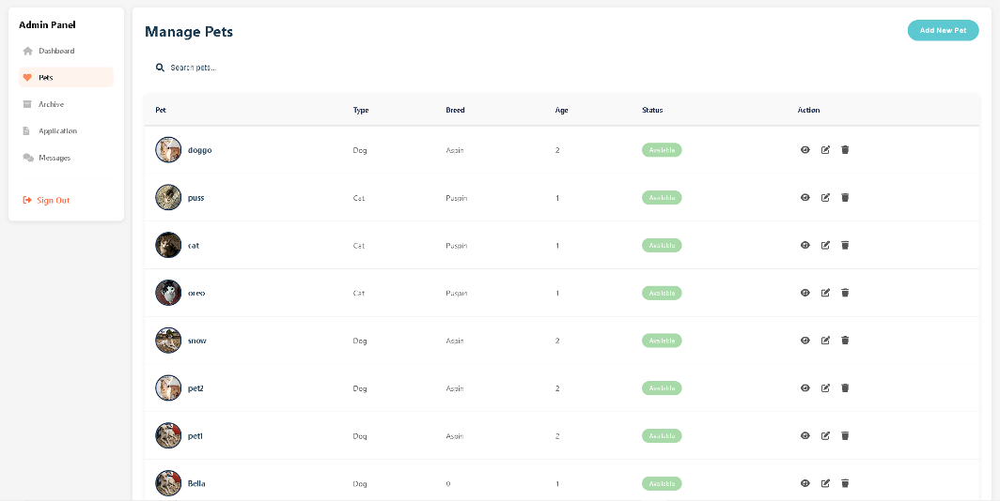 Admin Panel
Dashboard
Pets
Archive
Application
Messages
Sign Out
Manage Pets
Add New Pet
Search pets...
Pet Type Breed Age Status Action
doggo Dog Aspin 2 Available
puss Cat Puspin 1 Available
cat Cat Puspin 1 Available
oreo Cat Puspin 1 Available
snow Dog Aspin 2 Available
pet2 Dog Aspin 2 Available
pet1 Dog Aspin 2 Available
Bella Dog 0 1 Available